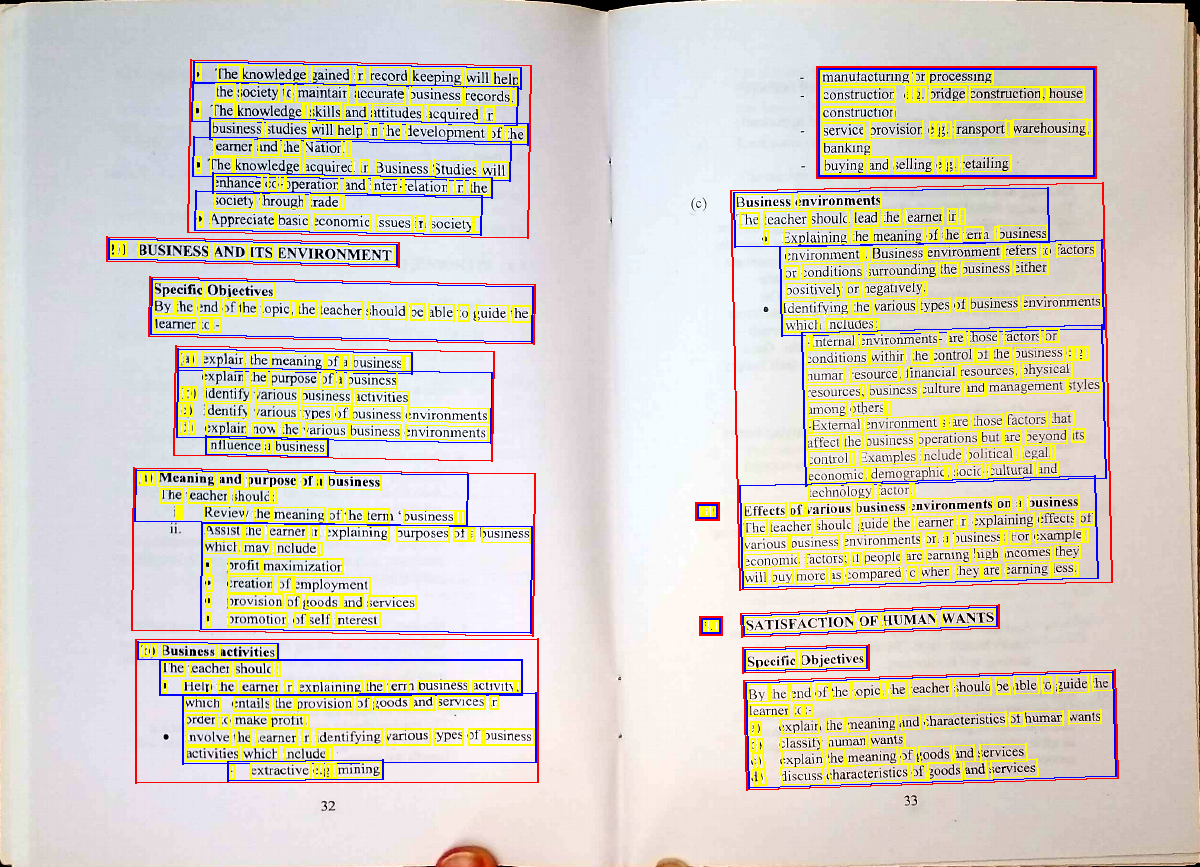 • The knowledge gained in record keeping will help
the society to maintain accurate business records.
• The knowledge skills and attitudes acquired in
business studies will help in the development of the
learner and the Nation.
• The knowledge acquired in Business Studies will
enhance co-operation and inter-relation in the
society through trade
• Appreciate basic economic issues in society
BUSINESS AND ITS ENVIRONMENT
Specific Objectives
By the end of the topic, the teacher should be able to guide the
learner to:-
a) explain the meaning of a business
explain the purpose of a business
identify various business activities
identify various types of business environments
explain how the various business environments
influence a business
Meaning and purpose of a business
The teacher should:
i. Review the meaning of the term 'business'
ii. Assist the learner in explaining purposes of a business
which may include
• profit maximization
• creation of employment
• provision of goods and services
• promotion of self interest
Business activities
The teacher should
• Help the learner in explaining the term business activity,
which entails the provision of goods and services in
order to make profit
• Involve the learner in identifying various types of business
activities which include
- extractive e.g. mining
32
- manufacturing or processing
- construction e.g. bridge construction, house
construction
- service provision e.g. transport, warehousing,
banking
- buying and selling e.g. retailing
(c) Business environments
The teacher should lead the learner in
• Explaining the meaning of the term 'business
environment'. Business environment refers to factors
or conditions surrounding the business either
positively or negatively.
• Identifying the various types of business environments
which includes:
-Internal environments- are those factors or
conditions within the control of the business e.g.
human resource, financial resources, physical
resources, business culture and management styles
among others
-External environments are those factors that
affect the business operations but are beyond its
control. Examples include political, legal,
economic, demographic, socio-cultural and
technology factor.
Effects of various business environments on a business
The teacher should guide the learner in explaining effects of
various business environments on a business. For example
economic factors; if people are earning high incomes they
will buy more as compared to when they are earning less.
SATISFACTION OF HUMAN WANTS
Specific Objectives
By the end of the topic, the teacher should be able to guide the
learner to:-
a) explain the meaning and characteristics of human wants
b) classify human wants
c) explain the meaning of goods and services
d) discuss characteristics of goods and services
33